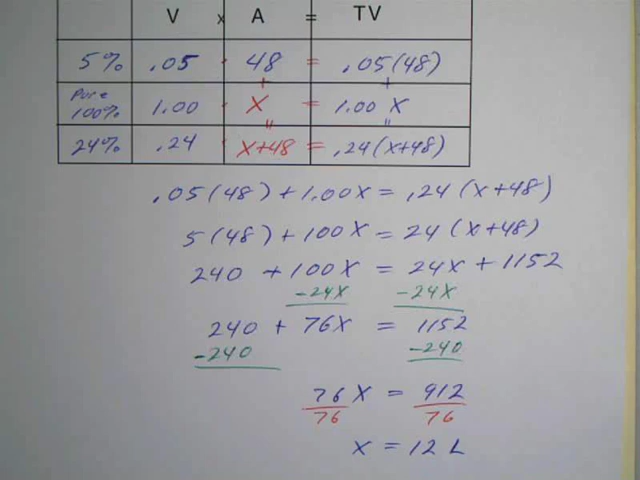 V x A = TV
5% .05 · 48 = .05(48)
+ +
Pure 100% 1.00 · x = 1.00 X
= =
24% .24 · x+48 = .24(x+48)
.05(48) + 1.00x = .24(x+48)
5(48) + 100X = 24(x+48)
240 + 100X = 24x + 1152
-24X -24X
240 + 76X = 1152
-240 -240
76X = 912
76 76
x = 12 L